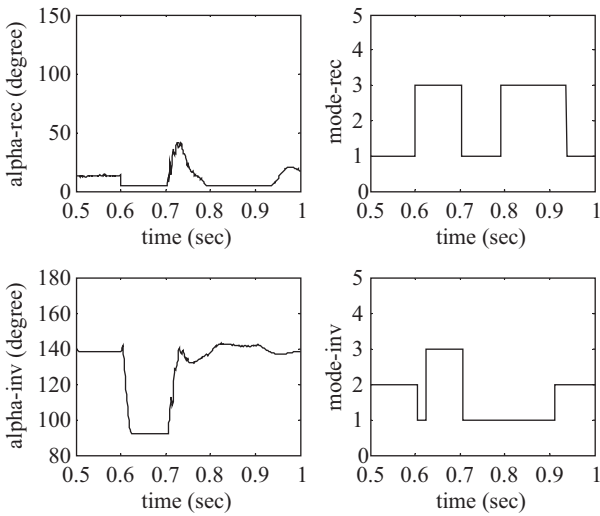 150
100
50
0
alpha-rec (degree)
0.5 0.6 0.7 0.8 0.9 1
time (sec)
5
4
3
2
1
0
mode-rec
0.5 0.6 0.7 0.8 0.9 1
time (sec)
180
160
140
120
100
80
alpha-inv (degree)
0.5 0.6 0.7 0.8 0.9 1
time (sec)
5
4
3
2
1
0
mode-inv
0.5 0.6 0.7 0.8 0.9 1
time (sec)